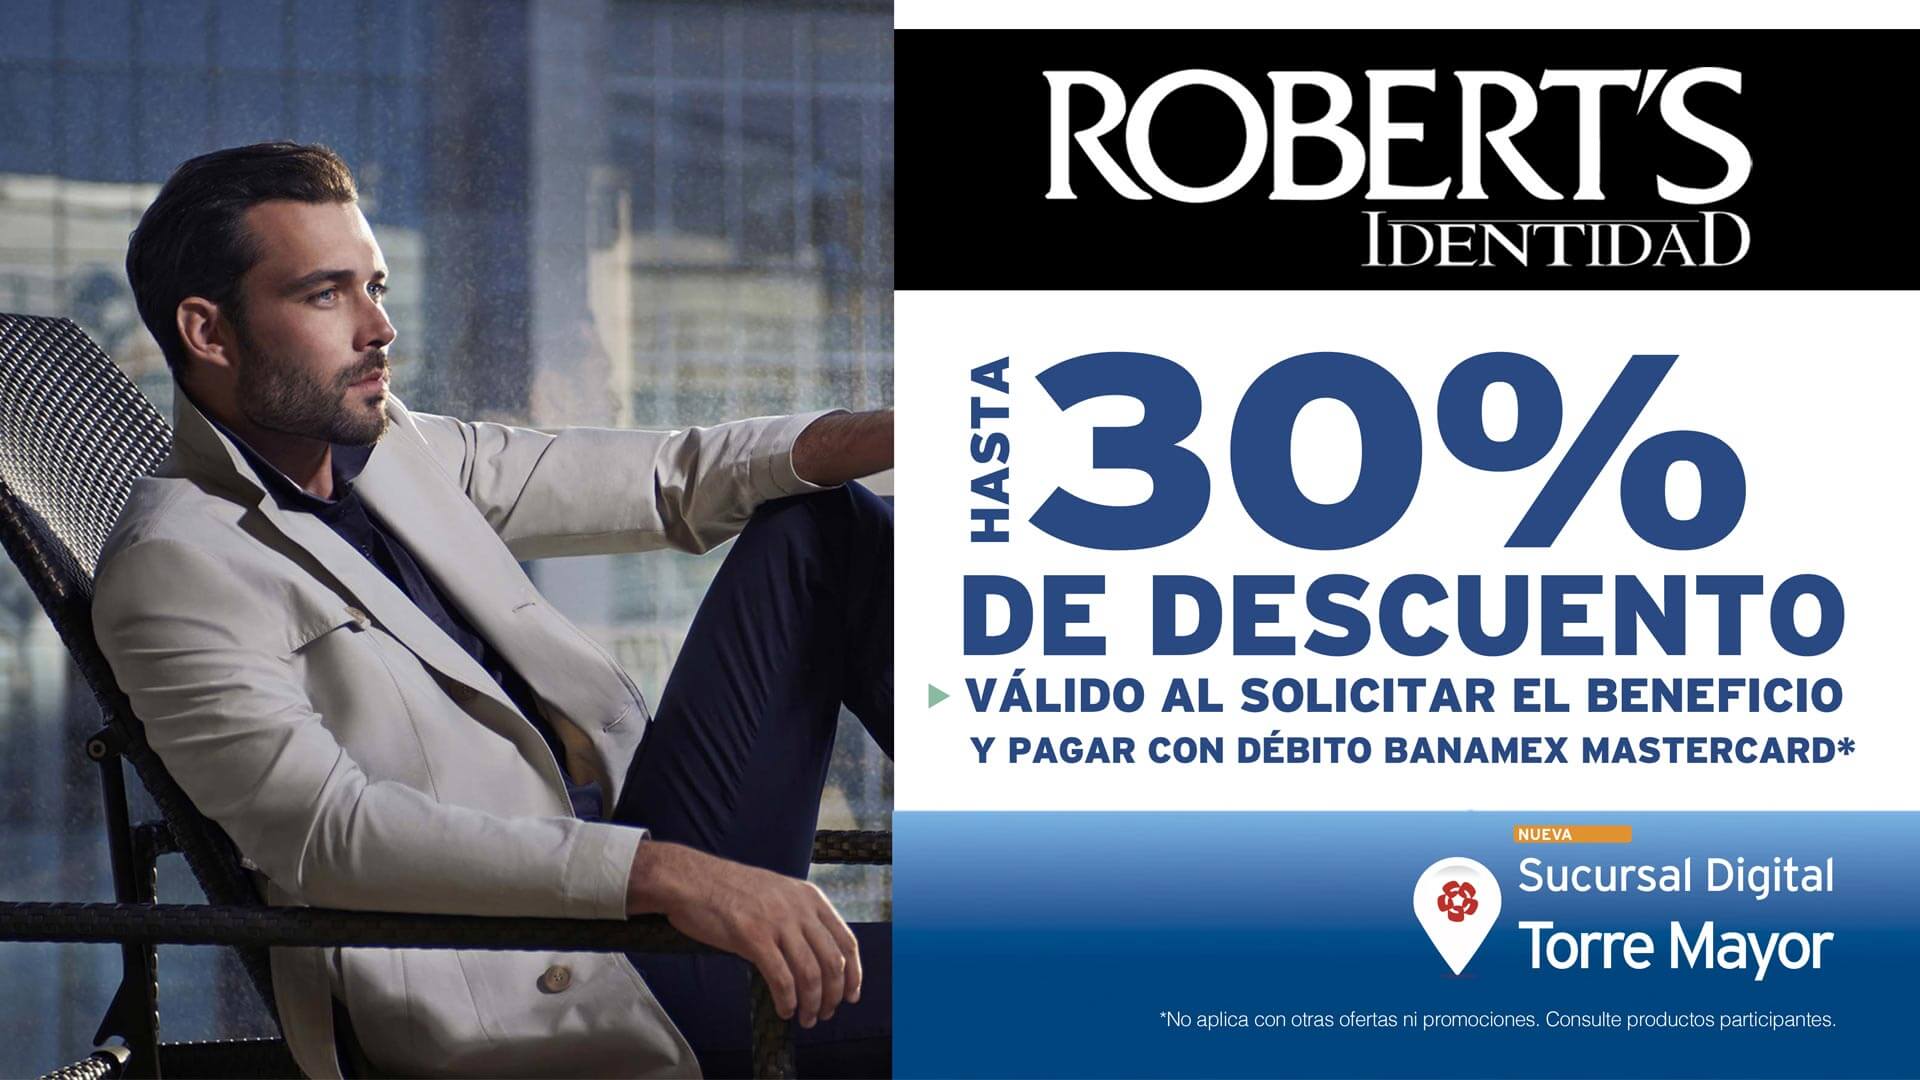 ROBERT'S
IDENTIDAD
HASTA
30%
DE DESCUENTO
VÁLIDO AL SOLICITAR EL BENEFICIO
Y PAGAR CON DÉBITO BANAMEX MASTERCARD*
NUEVA
Sucursal Digital
Torre Mayor
*No aplica con otras ofertas ni promociones. Consulte productos participantes.